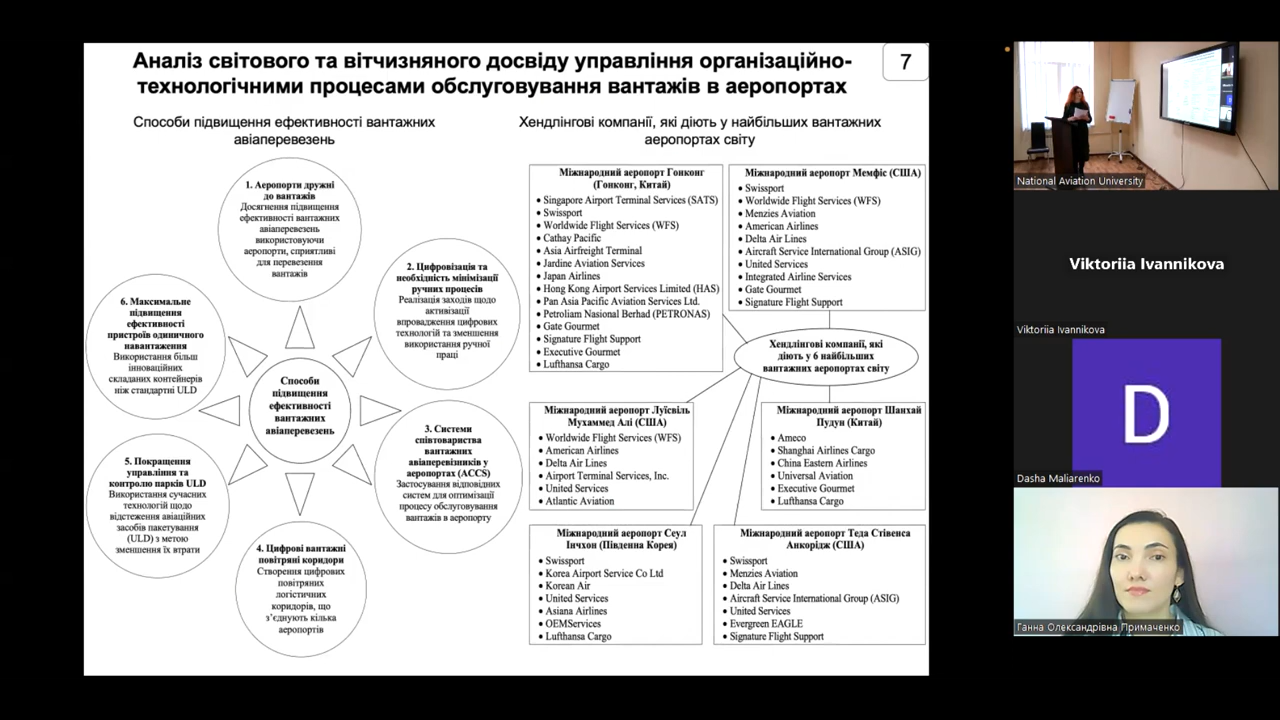 Аналіз світового та вітчизняного досвіду управління організаційно-
технологічними процесами обслуговування вантажів в аеропортах
7
Способи підвищення ефективності вантажних
авіаперевезень
1. Аеропорти дружні
до вантажів
Досягнення підвищення
ефективності вантажних
авіаперевезень
використовуючи
аеропорти, сприятливі
для перевезення
вантажів
2. Цифровізація та
необхідність мінімізації
ручних процесів
Реалізація заходів щодо
активізації
впровадження цифрових
технологій та зменшення
використання ручної
праці
3. Системи
співтовариства
вантажних
авіаперевізників у
аеропортах (ACCS)
Застосування відповідних
систем для оптимізації
процесу обслуговування
вантажів в аеропорту
4. Цифрові вантажні
повітряні коридори
Створення цифрових
повітряних
логістичних
коридорів, що
з’єднують кілька
аеропортів
5. Покращення
управління та
контролю парків ULD
Використання сучасних
технологій щодо
відстеження авіаційних
засобів пакетування
(ULD) з метою
зменшення їх втрати
6. Максимальне
підвищення
ефективності
пристроїв одиничного
навантаження
Використання більш
інноваційних
складаних контейнерів
ніж стандартні ULD
Способи
підвищення
ефективності
вантажних
авіаперевезень
Хендлінгові компанії, які діють у найбільших вантажних
аеропортах світу
Міжнародний аеропорт Гонконг
(Гонконг, Китай)
• Singapore Airport Terminal Services (SATS)
• Swissport
• Worldwide Flight Services (WFS)
• Cathay Pacific
• Asia Airfreight Terminal
• Jardine Aviation Services
• Japan Airlines
• Hong Kong Airport Services Limited (HAS)
• Pan Asia Pacific Aviation Services Ltd.
• Petroliam Nasional Berhad (PETRONAS)
• Gate Gourmet
• Signature Flight Support
• Executive Gourmet
• Lufthansa Cargo
Міжнародний аеропорт Мемфіс (США)
• Swissport
• Worldwide Flight Services (WFS)
• Menzies Aviation
• American Airlines
• Delta Air Lines
• Aircraft Service International Group (ASIG)
• United Services
• Integrated Airline Services
• Gate Gourmet
• Signature Flight Support
Хендлінгові компанії, які
діють у 6 найбільших
вантажних аеропортах світу
Міжнародний аеропорт Луїсвіль
Мухаммед Алі (США)
• Worldwide Flight Services (WFS)
• American Airlines
• Delta Air Lines
• Airport Terminal Services, Inc.
• United Services
• Atlantic Aviation
Міжнародний аеропорт Шанхай
Пудун (Китай)
• Ameco
• Shanghai Airlines Cargo
• China Eastern Airlines
• Universal Aviation
• Executive Gourmet
• Lufthansa Cargo
Міжнародний аеропорт Сеул
Інчхон (Південна Корея)
• Swissport
• Korea Airport Service Co Ltd
• Korean Air
• United Services
• Asiana Airlines
• OEMServices
• Lufthansa Cargo
Міжнародний аеропорт Теда Стівенса
Анкорідж (США)
• Swissport
• Menzies Aviation
• Delta Air Lines
• Aircraft Service International Group (ASIG)
• United Services
• Evergreen EAGLE
• Signature Flight Support
National Aviation University
Viktoriia Ivannikova
Viktoriia Ivannikova
D
Dasha Maliarenko
Ганна Олександрівна Примаченко